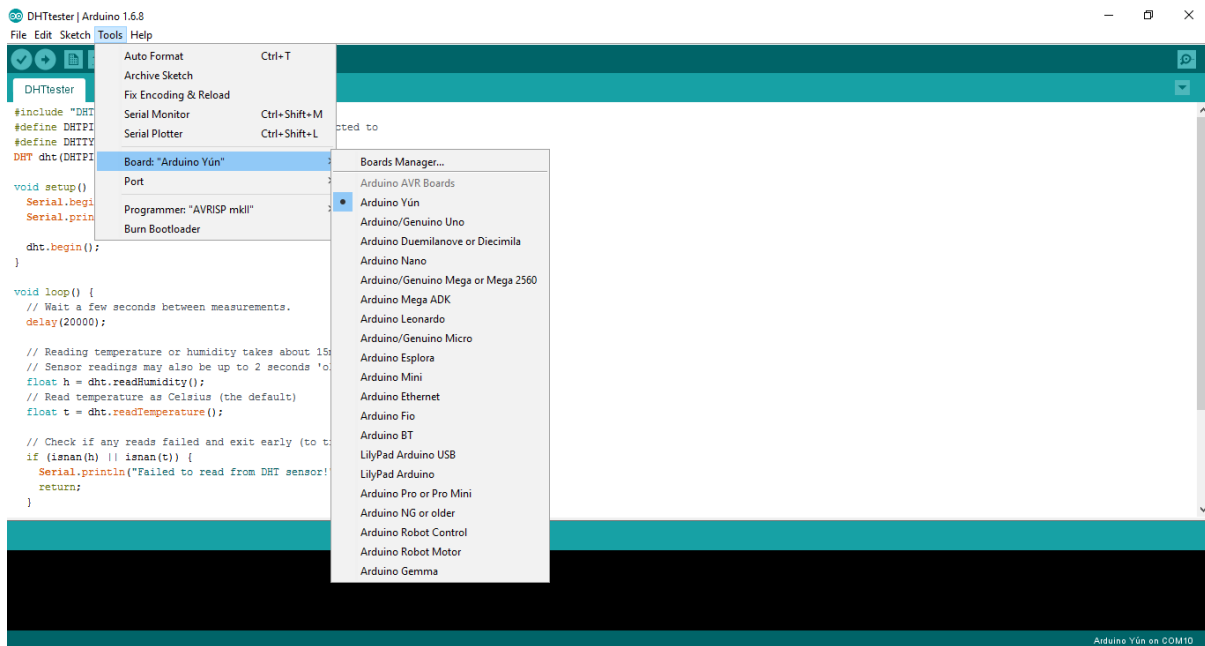 DHTtester | Arduino 1.6.8
File Edit Sketch Tools Help
DHTtester
Auto Format Ctrl+T
Archive Sketch
Fix Encoding & Reload
Serial Monitor Ctrl+Shift+M
Serial Plotter Ctrl+Shift+L
Board: "Arduino Yún"
Port
Programmer: "AVRISP mkII"
Burn Bootloader
Boards Manager...
Arduino AVR Boards
Arduino Yún
Arduino/Genuino Uno
Arduino Duemilanove or Diecimila
Arduino Nano
Arduino/Genuino Mega or Mega 2560
Arduino Mega ADK
Arduino Leonardo
Arduino/Genuino Micro
Arduino Esplora
Arduino Mini
Arduino Ethernet
Arduino Fio
Arduino BT
LilyPad Arduino USB
LilyPad Arduino
Arduino Pro or Pro Mini
Arduino NG or older
Arduino Robot Control
Arduino Robot Motor
Arduino Gemma
#include "DHT
#define DHTPI cted to
#define DHTTY
DHT dht(DHTPI
void setup()
Serial.begi
Serial.prin
dht.begin();
}
void loop() {
// Wait a few seconds between measurements.
delay(20000);
// Reading temperature or humidity takes about 15
// Sensor readings may also be up to 2 seconds 'o
float h = dht.readHumidity();
// Read temperature as Celsius (the default)
float t = dht.readTemperature();
// Check if any reads failed and exit early (to t
if (isnan(h) || isnan(t)) {
Serial.println("Failed to read from DHT sensor!
return;
}
Arduino Yún on COM10